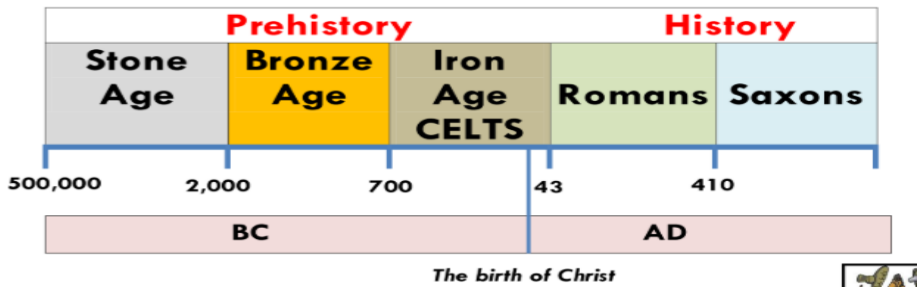 Prehistory History
Stone Age
Bronze Age
Iron Age CELTS
Romans
Saxons
500,000 2,000 700 43 410
BC AD
The birth of Christ